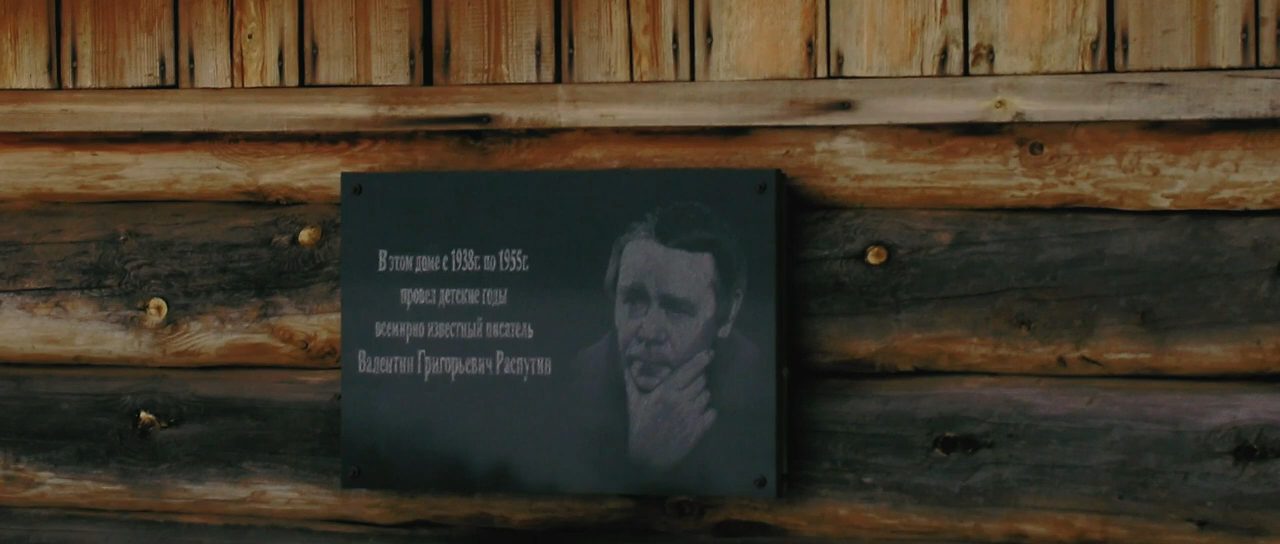 В этом доме с 1938г. по 1955г.
провел детские годы
всемирно известный писатель
Валентин Григорьевич Распутин